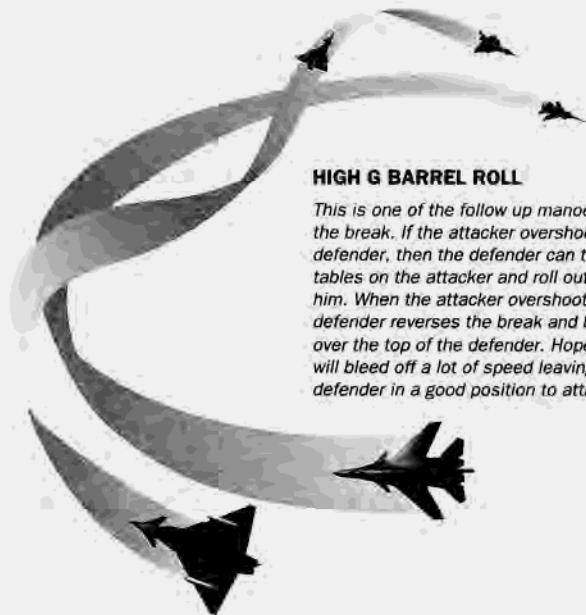 HIGH G BARREL ROLL
This is one of the follow up
the break. If the attacker
defender, then the defender can
tables on the attacker and roll out
him. When the attacker
defender reverses the break and
over the top of the defender.
will bleed off a lot of speed leaving
defender in a good position to